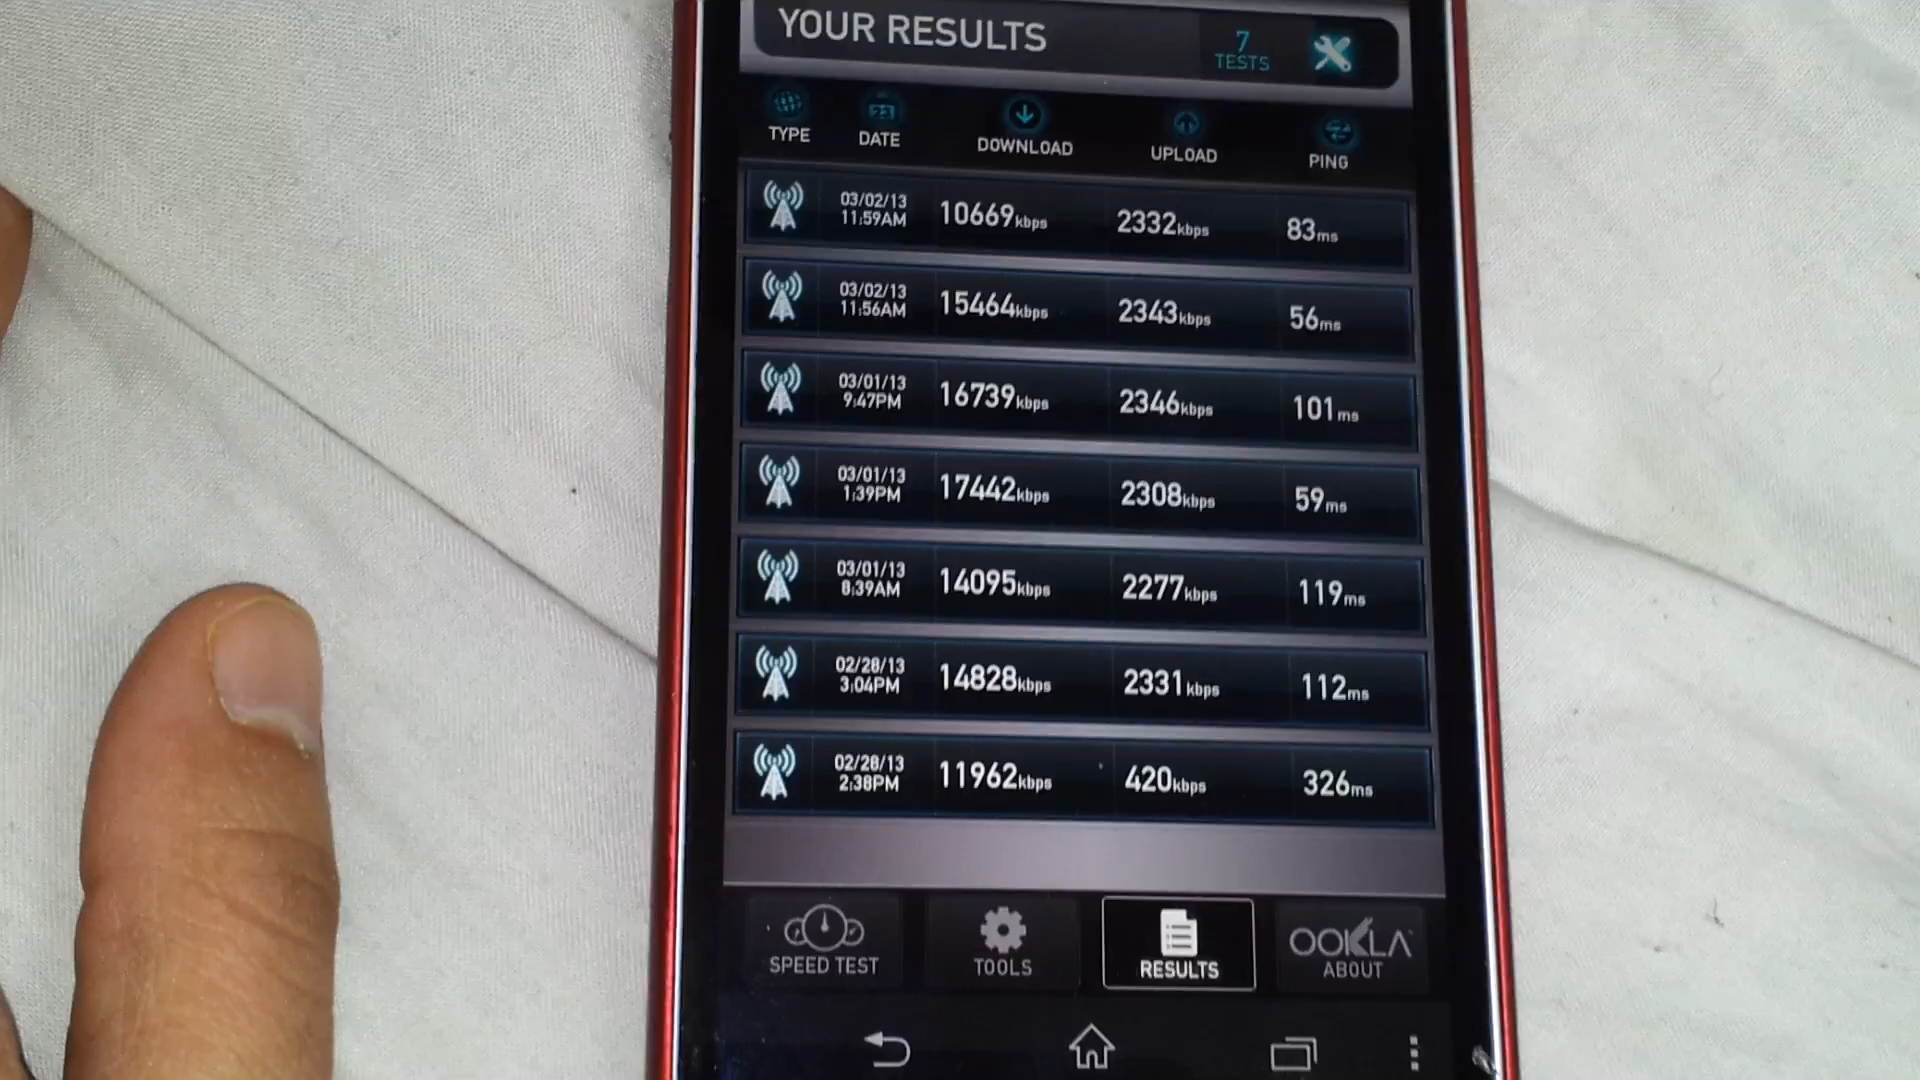 YOUR RESULTS
7
TESTS
TYPE
23
DATE
DOWNLOAD
UPLOAD
PING
03/02/13
11:59AM
10669kbps
2332kbps
83ms
03/02/13
11:56AM
15464kbps
2343kbps
56ms
03/01/13
9:47PM
16739kbps
2346kbps
101ms
03/01/13
1:39PM
17442kbps
2308kbps
59ms
03/01/13
8:39AM
14095kbps
2277kbps
119ms
02/28/13
3:04PM
14828kbps
2331kbps
112ms
02/28/13
2:38PM
11962kbps
420kbps
326ms
SPEED TEST
TOOLS
RESULTS
OOKLA
ABOUT